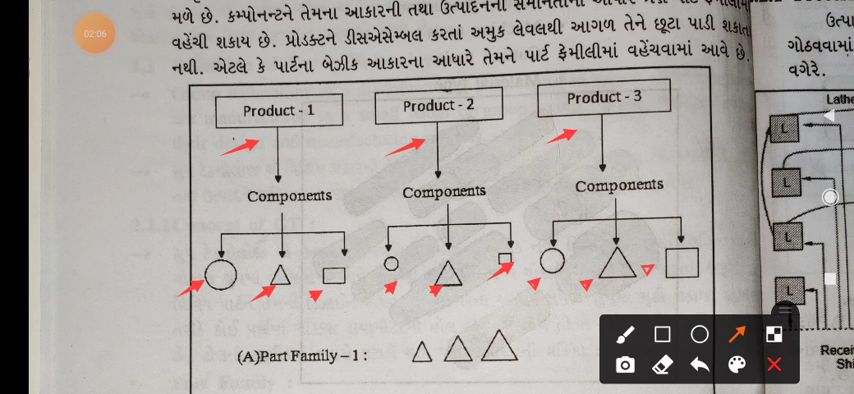 મળે છે. કમ્પોનન્ટને તેમના આકારની તથા ઉત્પાદનની
02:06
વહેંચી શકાય છે. પ્રોડક્ટને ડીસએસેમ્બલ કરતાં અમુક લેવલથી આગળ તેને છૂટા પાડી શકાતા
નથી. એટલે કે પાર્ટના બેઝીક આકારના આધારે તેમને પાર્ટ ફેમીલીમાં વહેંચવામાં આવે છે.
ગોઠવવામાં
વગેરે.
Product - 1 Product - 2 Product - 3
Components Components Components
(A)Part Family – 1 :
Lathe
L
L
L
L
Recei
Shi